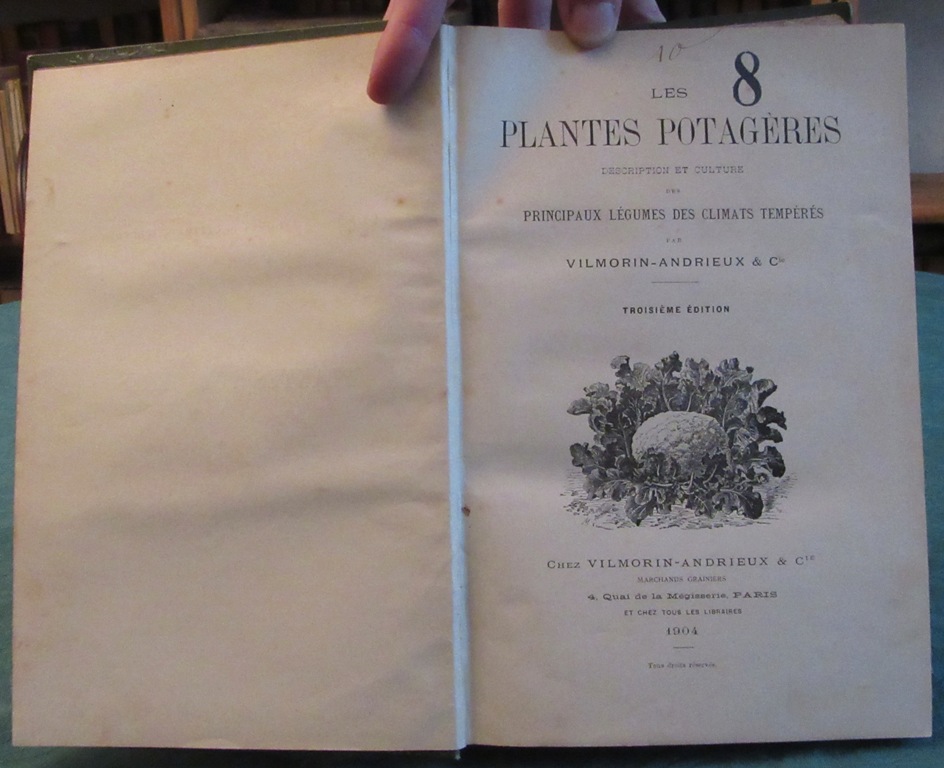 10
LES 8
PLANTES POTAGÈRES
DESCRIPTION ET CULTURE
DES
PRINCIPAUX LÉGUMES DES CLIMATS TEMPÉRÉS
PAR
VILMORIN-ANDRIEUX & Cie
TROISIÈME ÉDITION
CHEZ VILMORIN-ANDRIEUX & CIE
MARCHANDS GRAINIERS
4, Quai de la Mégisserie, PARIS
ET CHEZ TOUS LES LIBRAIRES
1904
Tous droits réservés.